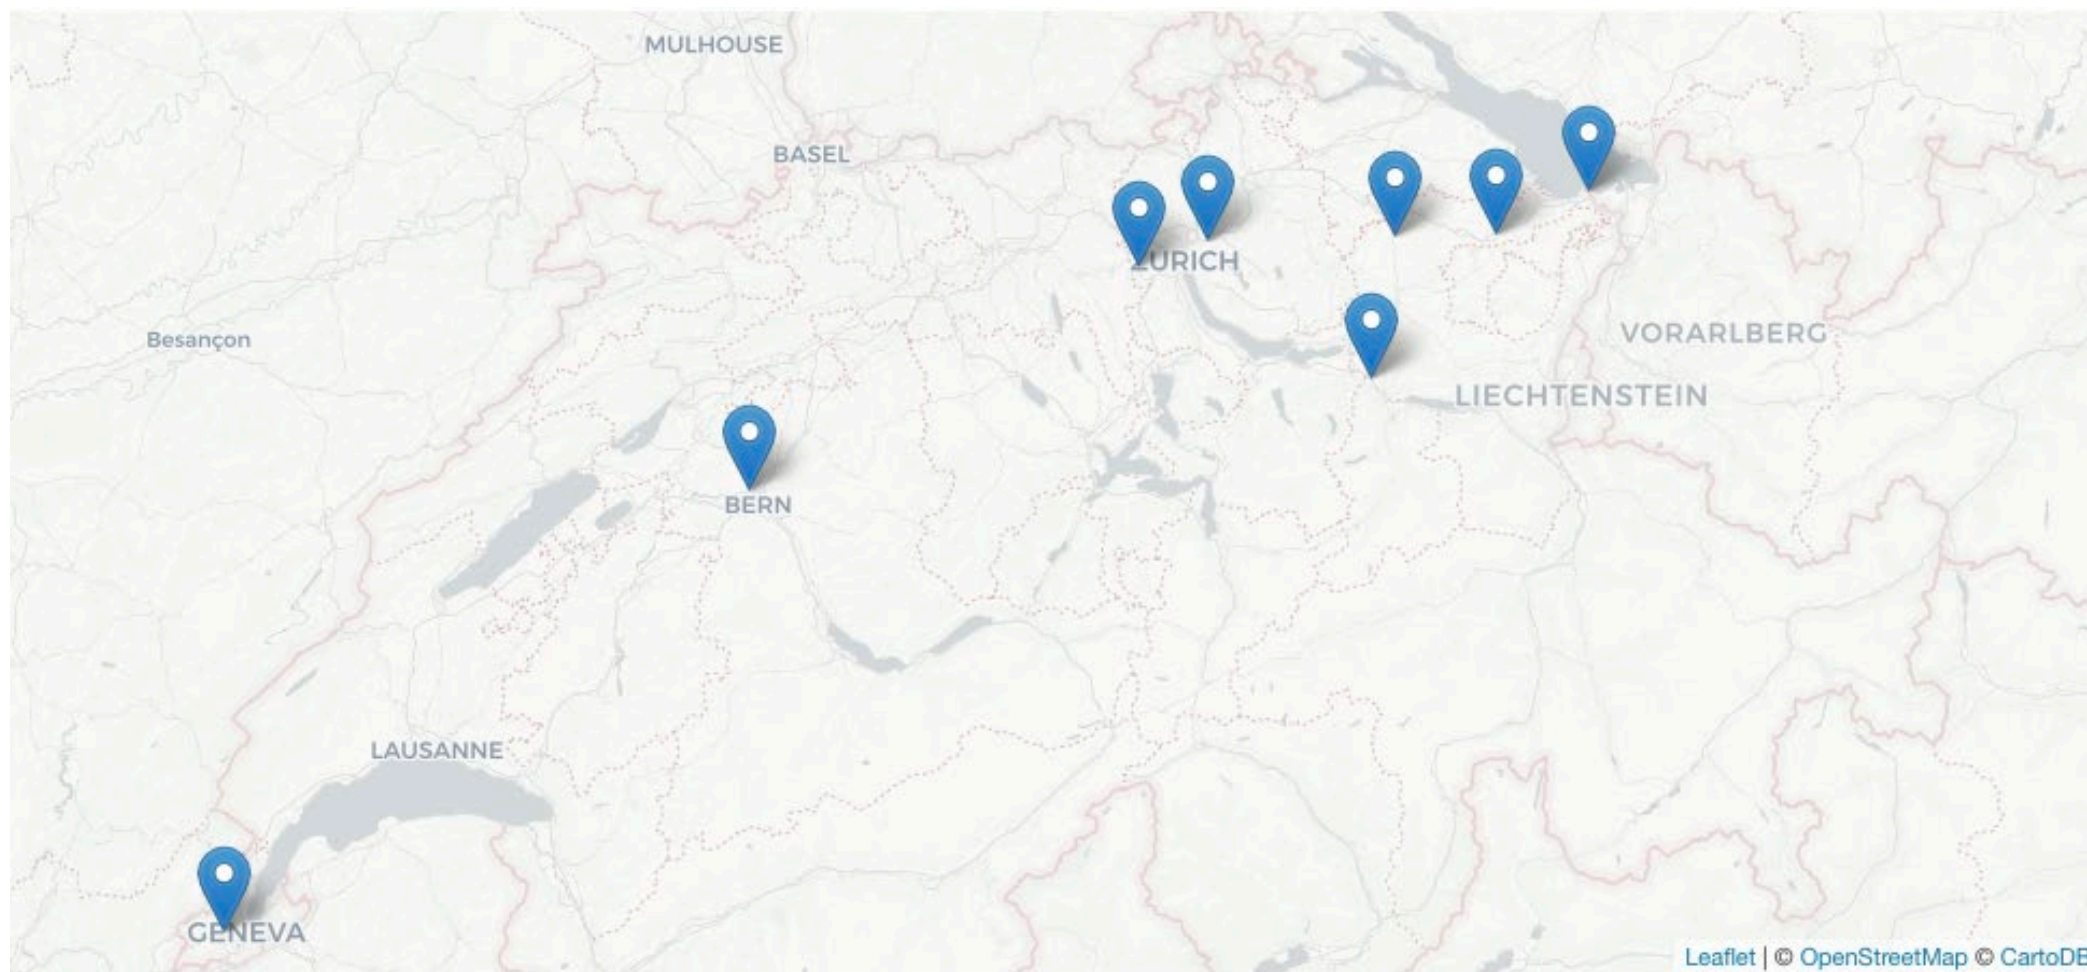 MULHOUSE
BASEL
ZURICH
Besançon
VORARLBERG
LIECHTENSTEIN
BERN
LAUSANNE
GENEVA
Leaflet | © OpenStreetMap © CartoDB